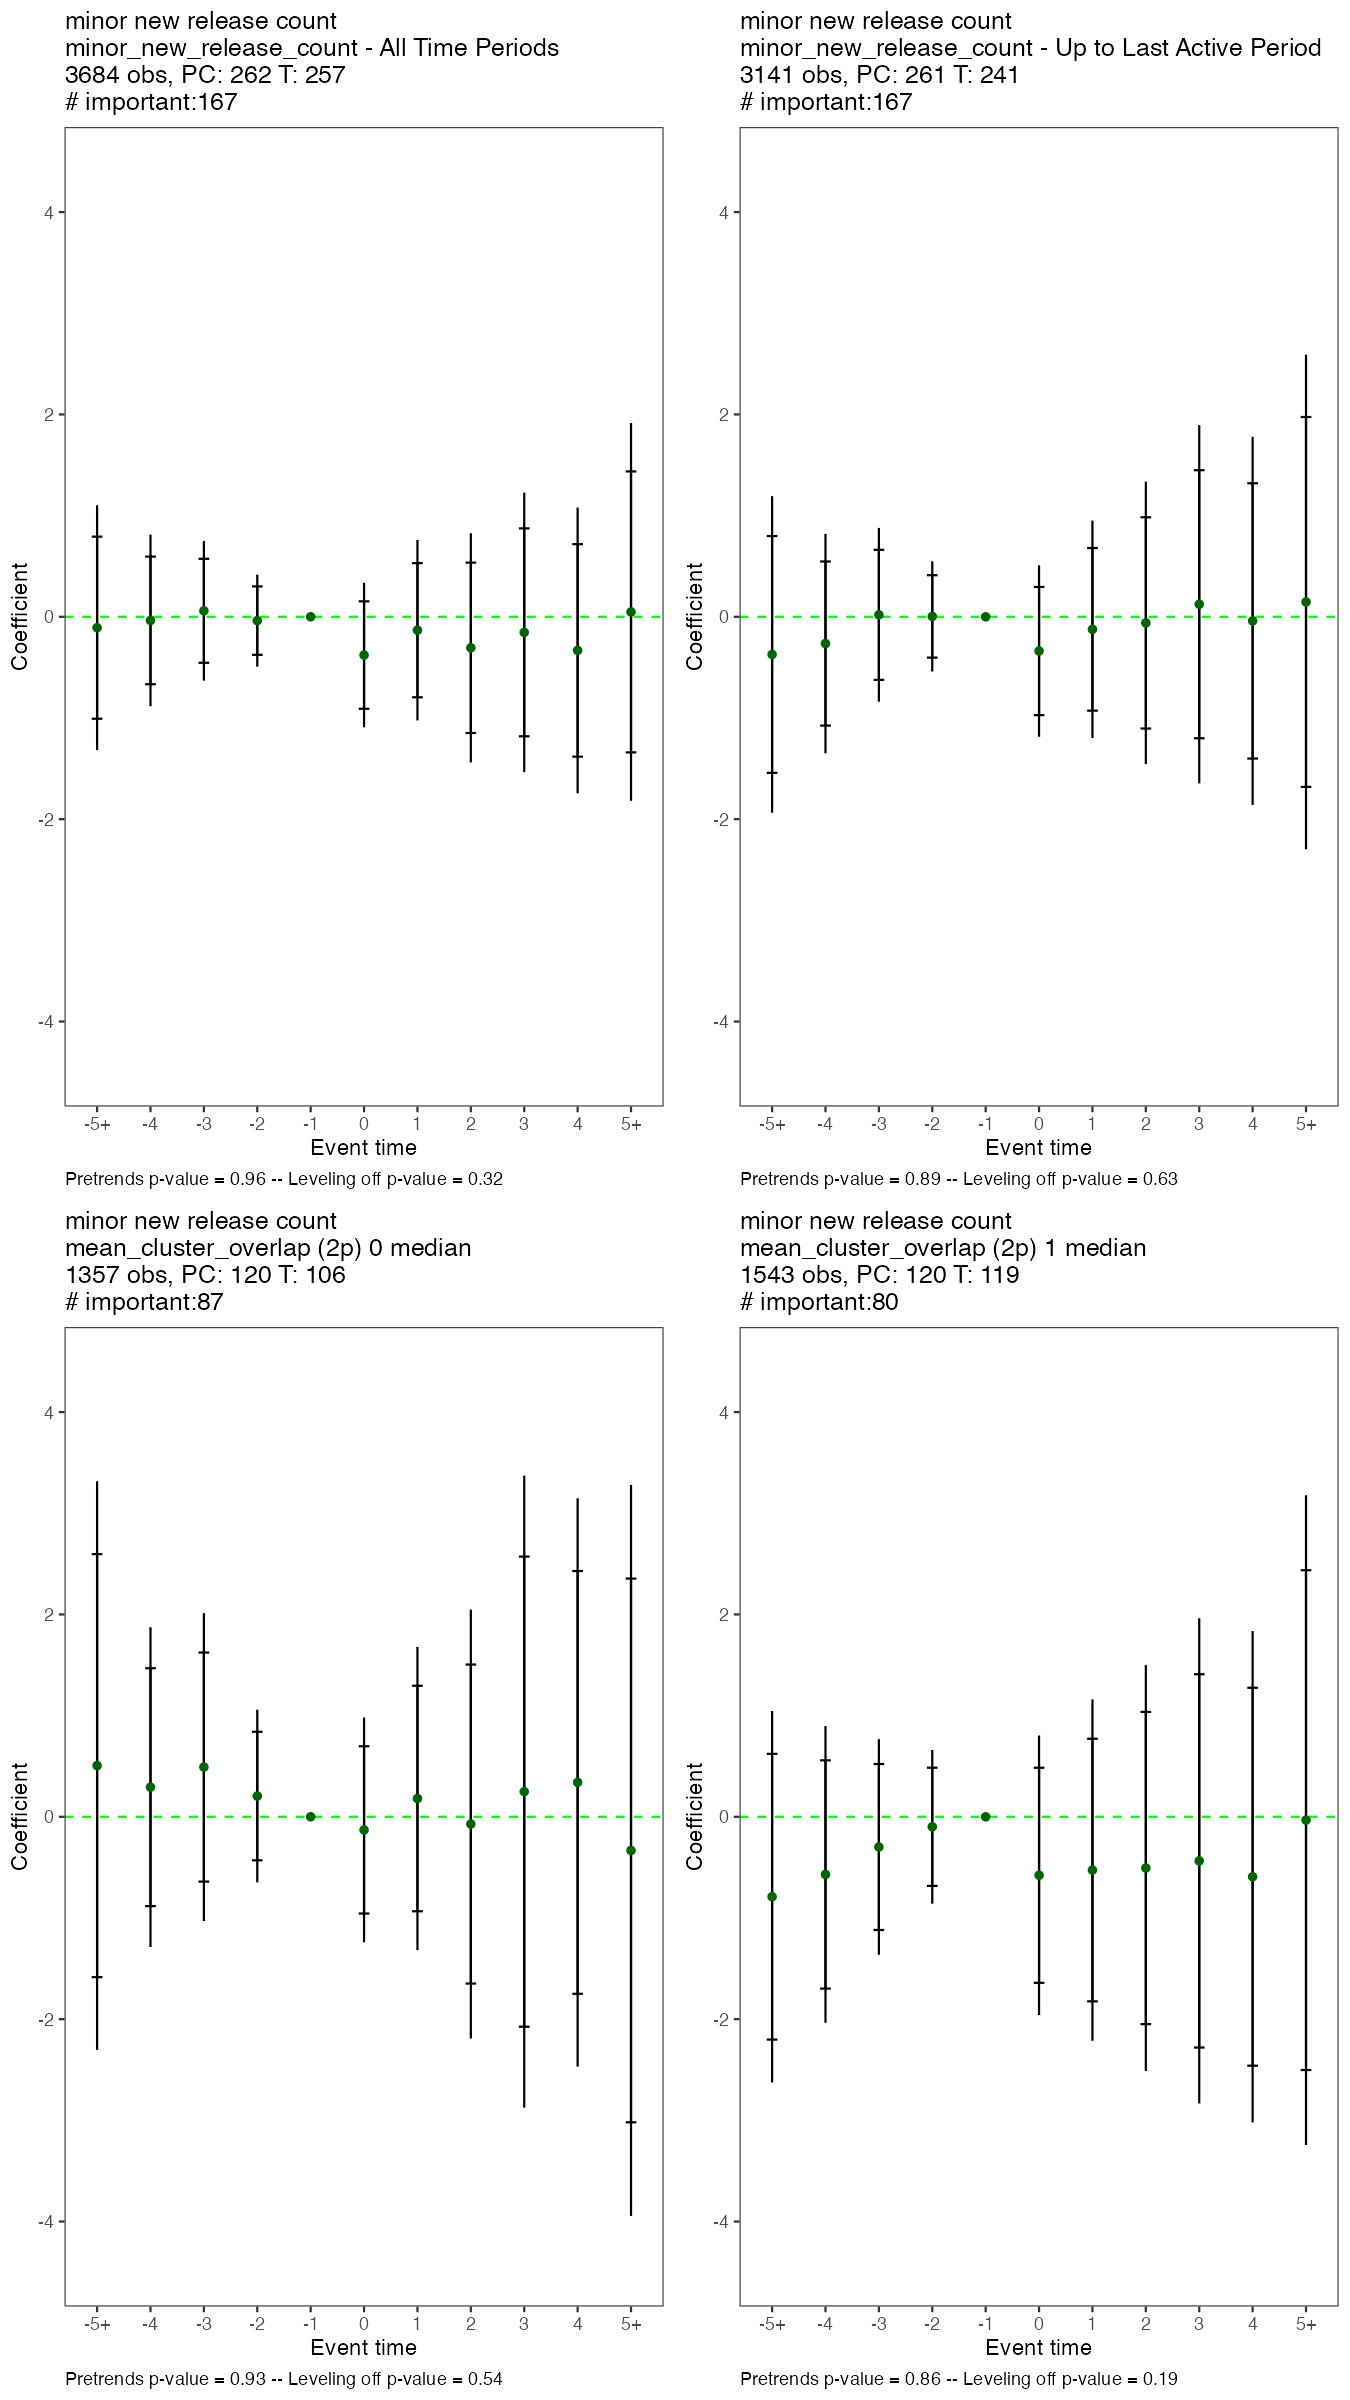 minor new release count
minor_new_release_count - All Time Periods
3684 obs, PC: 262 T: 257
# important:167
4
2
0
-2
-4
Coefficient
-5+ -4 -3 -2 -1 0 1 2 3 4 5+
Event time
Pretrends p-value = 0.96 -- Leveling off p-value = 0.32
minor new release count
minor_new_release_count - Up to Last Active Period
3141 obs, PC: 261 T: 241
# important:167
4
2
0
-2
-4
Coefficient
-5+ -4 -3 -2 -1 0 1 2 3 4 5+
Event time
Pretrends p-value = 0.89 -- Leveling off p-value = 0.63
minor new release count
mean_cluster_overlap (2p) 0 median
1357 obs, PC: 120 T: 106
# important:87
4
2
0
-2
-4
Coefficient
-5+ -4 -3 -2 -1 0 1 2 3 4 5+
Event time
Pretrends p-value = 0.93 -- Leveling off p-value = 0.54
minor new release count
mean_cluster_overlap (2p) 1 median
1543 obs, PC: 120 T: 119
# important:80
4
2
0
-2
-4
Coefficient
-5+ -4 -3 -2 -1 0 1 2 3 4 5+
Event time
Pretrends p-value = 0.86 -- Leveling off p-value = 0.19